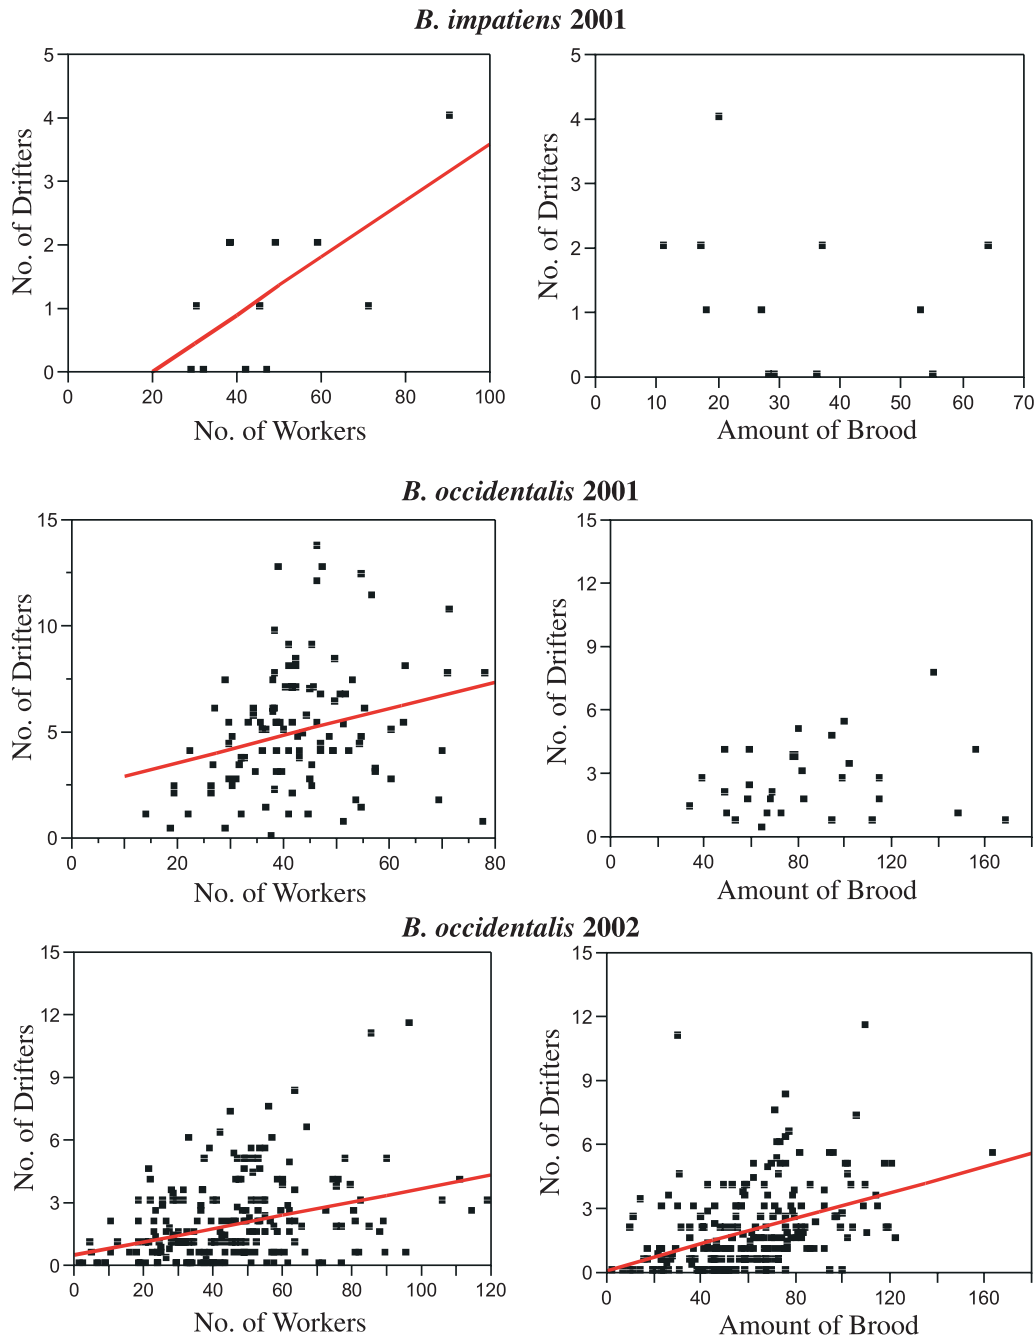 B. impatiens 2001
No. of Drifters
5
4
3
2
1
0
0 20 40 60 80 100
No. of Workers
No. of Drifters
5
4
3
2
1
0
0 10 20 30 40 50 60 70
Amount of Brood
B. occidentalis 2001
No. of Drifters
15
10
5
0
0 20 40 60 80
No. of Workers
No. of Drifters
15
12
9
6
3
0
0 40 80 120 160
Amount of Brood
B. occidentalis 2002
No. of Drifters
15
12
9
6
3
0
0 20 40 60 80 100 120
No. of Workers
No. of Drifters
15
12
9
6
3
0
0 40 80 120 160
Amount of Brood